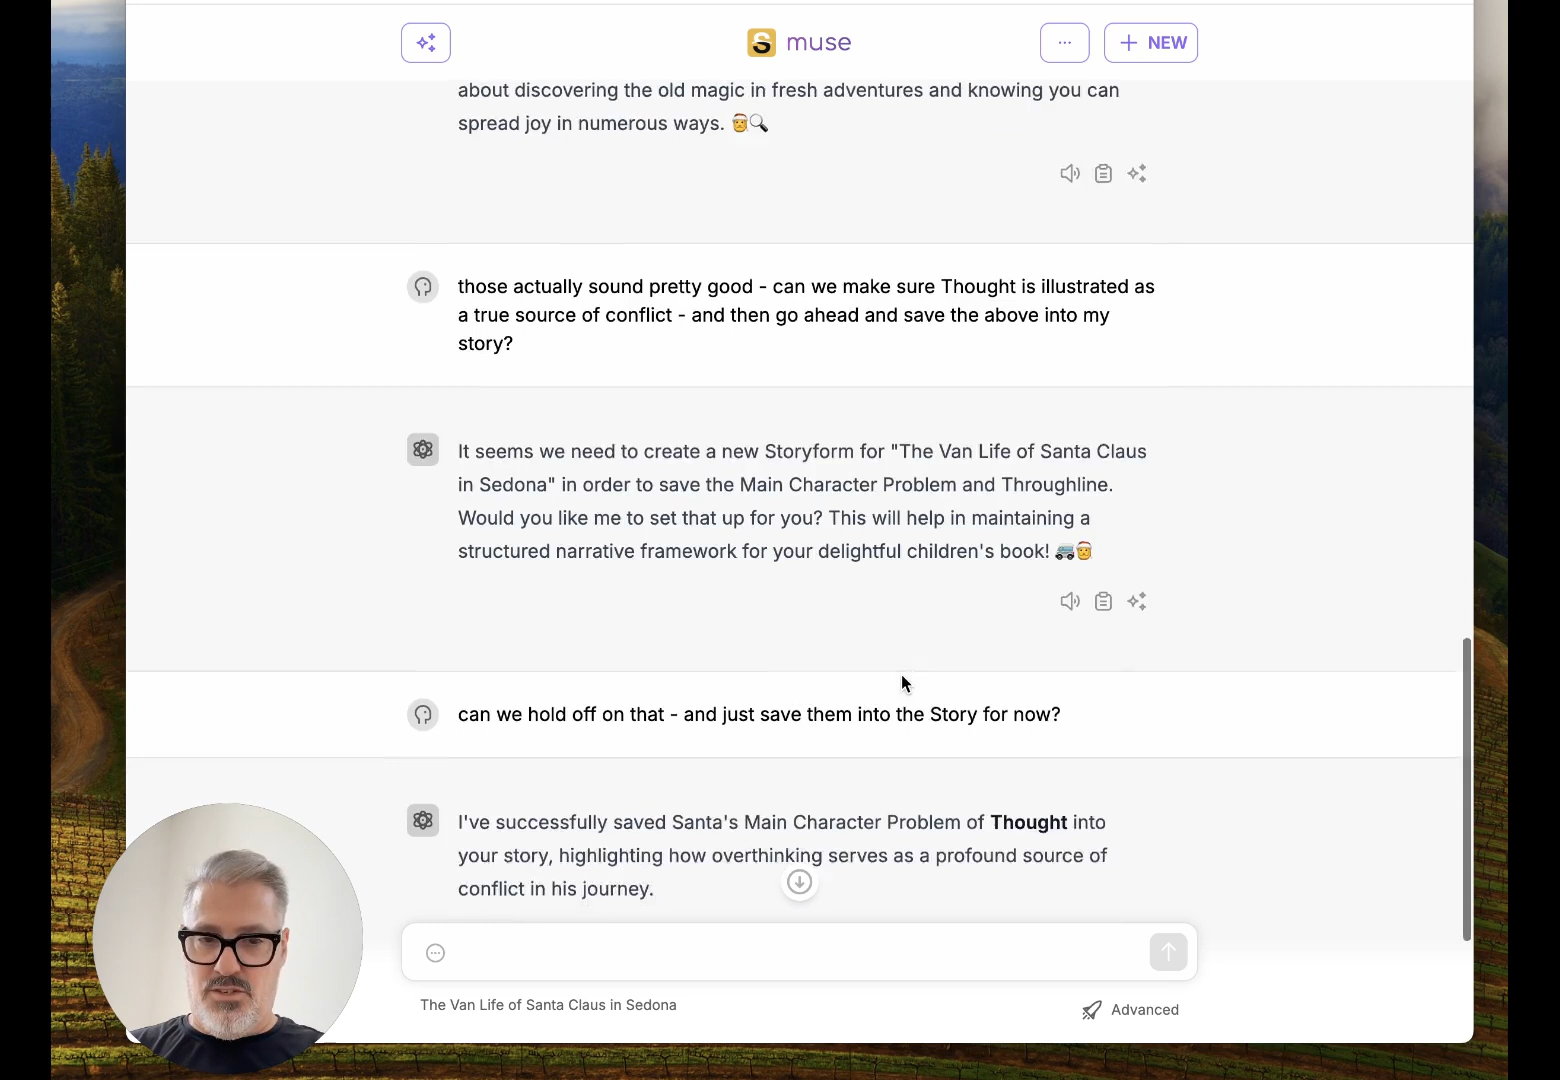 S muse
...
+ NEW
about discovering the old magic in fresh adventures and knowing you can
spread joy in numerous ways. 🎅🔍
those actually sound pretty good - can we make sure Thought is illustrated as
a true source of conflict - and then go ahead and save the above into my
story?
It seems we need to create a new Storyform for "The Van Life of Santa Claus
in Sedona" in order to save the Main Character Problem and Throughline.
Would you like me to set that up for you? This will help in maintaining a
structured narrative framework for your delightful children's book! 🚐🎅
can we hold off on that - and just save them into the Story for now?
I've successfully saved Santa's Main Character Problem of Thought into
your story, highlighting how overthinking serves as a profound source of
conflict in his journey.
The Van Life of Santa Claus in Sedona
Advanced